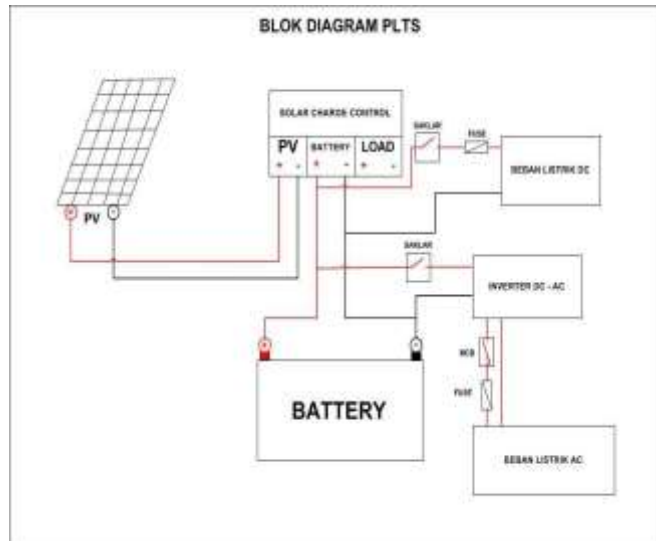 BLOK DIAGRAM PLTS
SOLAR CHARGE CONTROL
PV BATTERY LOAD
+ - + - + -
SAKLAR
FUSE
BEBAN LISTRIK DC
+ -
PV
SAKLAR
INVERTER DC - AC
+ -
MCB
FUSE
BATTERY
BEBAN LISTRIK AC